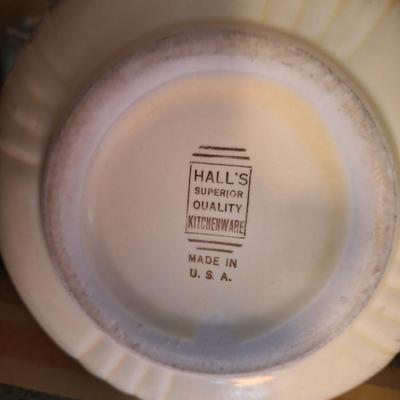 HALL'S
SUPERIOR
QUALITY
KITCHENWARE
MADE IN
U. S. A.